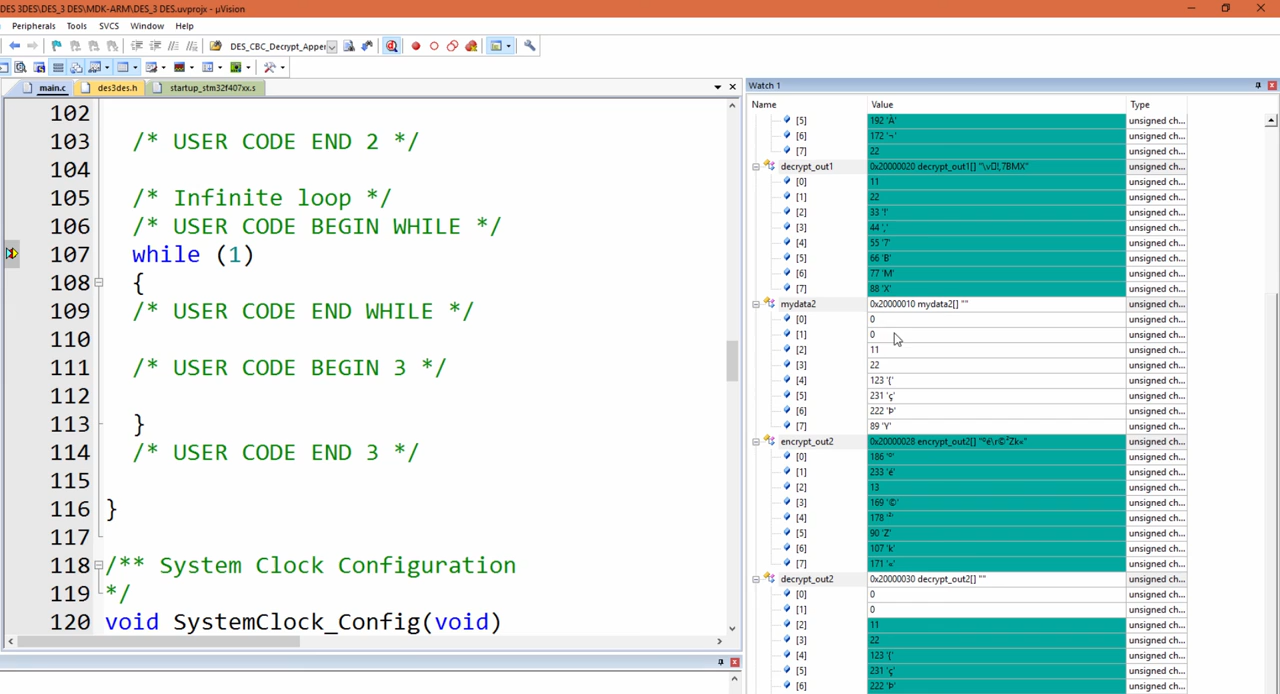 DES 3DES\DES_3 DES\MDK-ARM\DES_3 DES.uvprojx - µVision
Peripherals Tools SVCS Window Help
DES_CBC_Decrypt_Apper
main.c des3des.h startup_stm32f407xx.s
102
103 /* USER CODE END 2 */
104
105 /* Infinite loop */
106 /* USER CODE BEGIN WHILE */
107 while (1)
108 {
109 /* USER CODE END WHILE */
110
111 /* USER CODE BEGIN 3 */
112
113 }
114 /* USER CODE END 3 */
115
116 }
117
118 /** System Clock Configuration
119 */
120 void SystemClock_Config(void)
Watch 1
Name Value Type
[5] 192 'À' unsigned ch...
[6] 172 '¬' unsigned ch...
[7] 22 unsigned ch...
decrypt_out1 0x20000020 decrypt_out1[] "\v▯!,7BMX" unsigned ch...
[0] 11 unsigned ch...
[1] 22 unsigned ch...
[2] 33 '!' unsigned ch...
[3] 44 ',' unsigned ch...
[4] 55 '7' unsigned ch...
[5] 66 'B' unsigned ch...
[6] 77 'M' unsigned ch...
[7] 88 'X' unsigned ch...
mydata2 0x20000010 mydata2[] "" unsigned ch...
[0] 0 unsigned ch...
[1] 0 unsigned ch...
[2] 11 unsigned ch...
[3] 22 unsigned ch...
[4] 123 '{' unsigned ch...
[5] 231 'ç' unsigned ch...
[6] 222 'Þ' unsigned ch...
[7] 89 'Y' unsigned ch...
encrypt_out2 0x20000028 encrypt_out2[] "ºé\r©²Zk«" unsigned ch...
[0] 186 'º' unsigned ch...
[1] 233 'é' unsigned ch...
[2] 13 unsigned ch...
[3] 169 '©' unsigned ch...
[4] 178 '²' unsigned ch...
[5] 90 'Z' unsigned ch...
[6] 107 'k' unsigned ch...
[7] 171 '«' unsigned ch...
decrypt_out2 0x20000030 decrypt_out2[] "" unsigned ch...
[0] 0 unsigned ch...
[1] 0 unsigned ch...
[2] 11 unsigned ch...
[3] 22 unsigned ch...
[4] 123 '{' unsigned ch...
[5] 231 'ç' unsigned ch...
[6] 222 'Þ' unsigned ch...